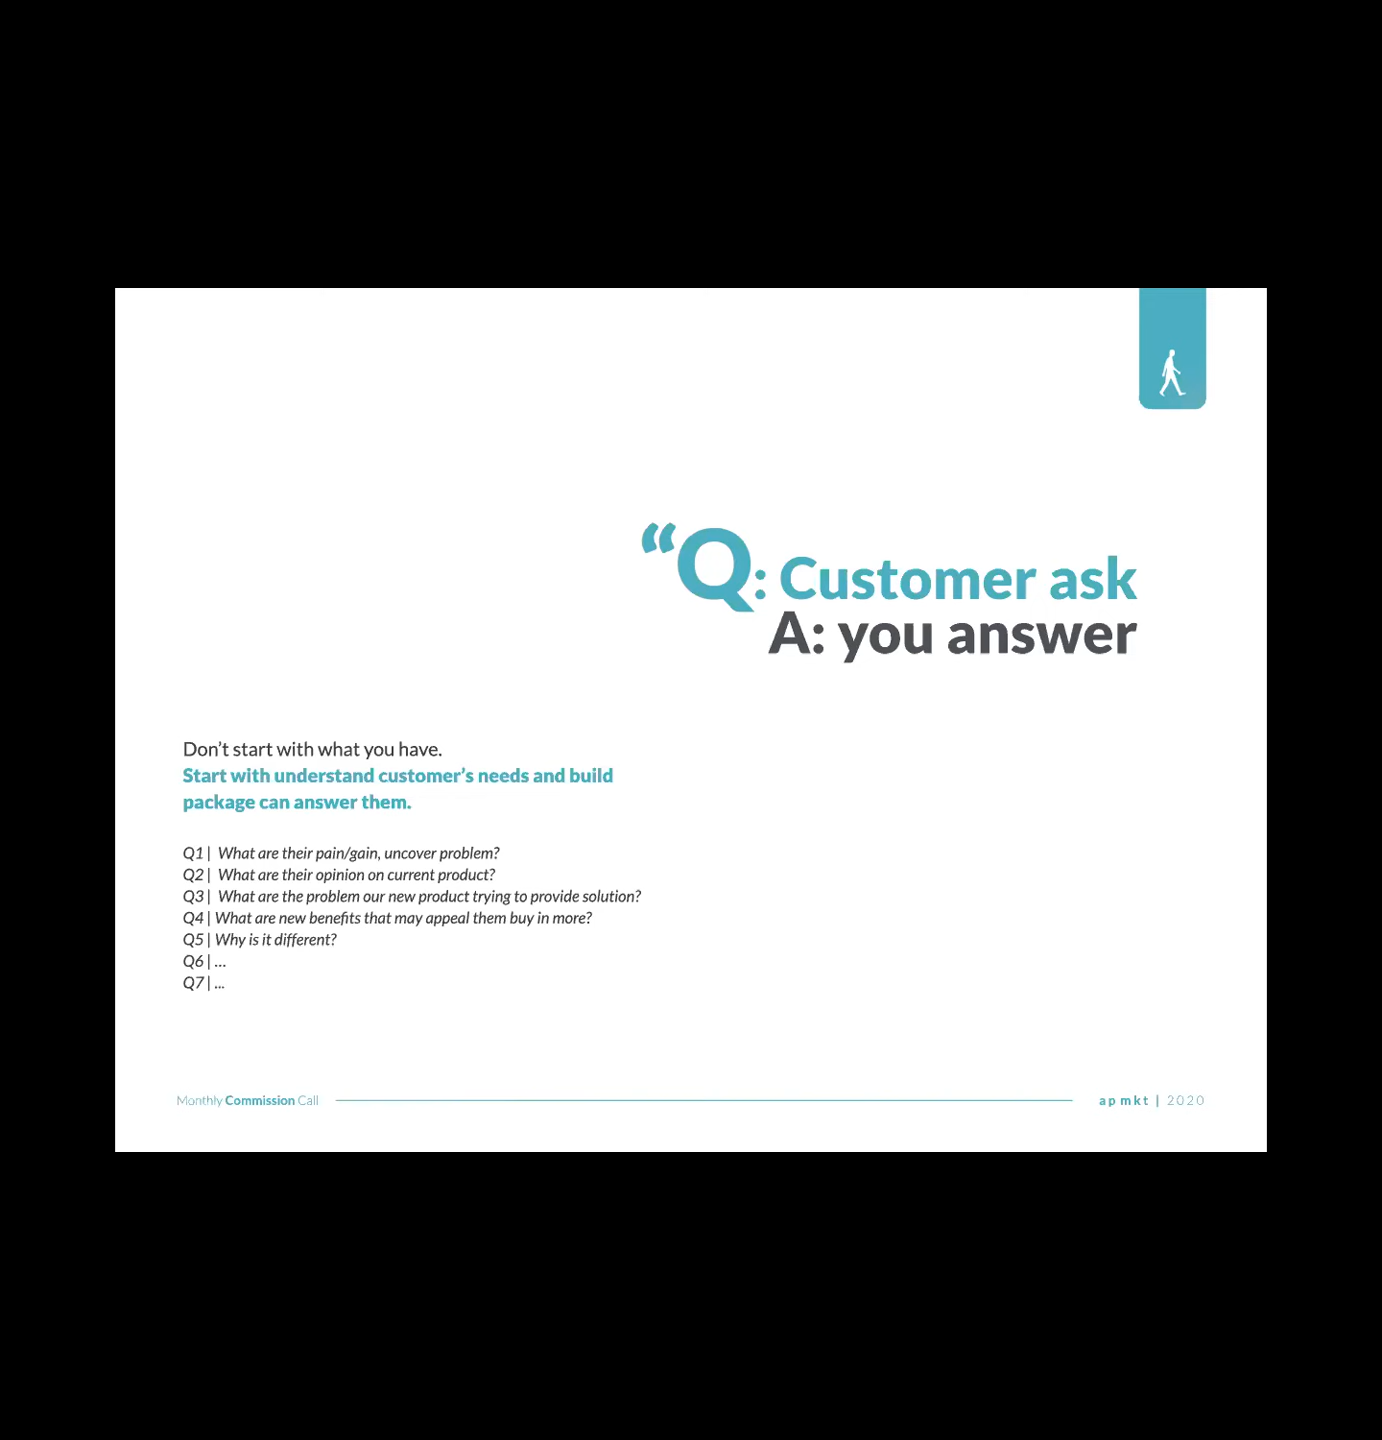 “Q: Customer ask
A: you answer
Don’t start with what you have.
Start with understand customer’s needs and build
package can answer them.
Q1 | What are their pain/gain, uncover problem?
Q2 | What are their opinion on current product?
Q3 | What are the problem our new product trying to provide solution?
Q4 | What are new benefits that may appeal them buy in more?
Q5 | Why is it different?
Q6 | ...
Q7 | ...
Monthly Commission Call
ap mkt | 2020